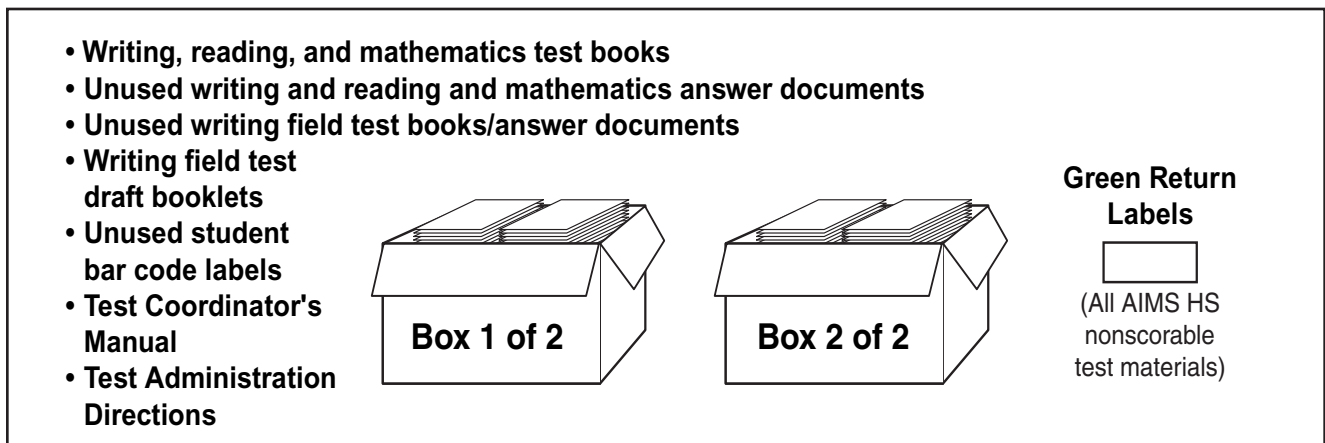 • Writing, reading, and mathematics test books
• Unused writing and reading and mathematics answer documents
• Unused writing field test books/answer documents
• Writing field test
draft booklets
• Unused student
bar code labels
• Test Coordinator's
Manual
• Test Administration
Directions
Box 1 of 2
Box 2 of 2
Green Return
Labels
(All AIMS HS
nonscorable
test materials)